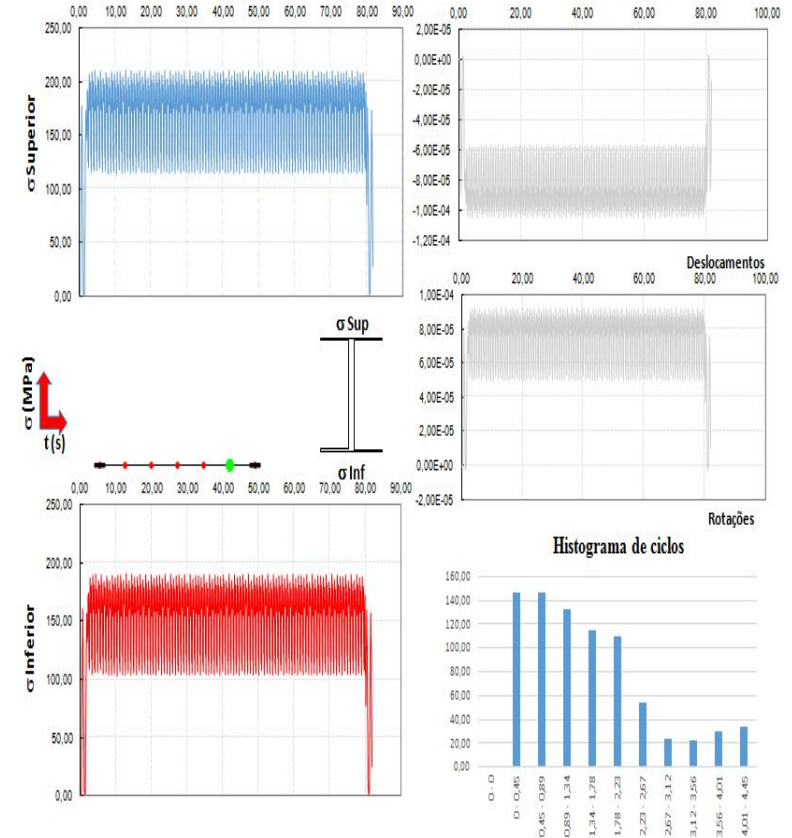 0,00 10,00 20,00 30,00 40,00 50,00 60,00 70,00 80,00 90,00
250,00
200,00
150,00
100,00
50,00
0,00
σ Superior
0,00 20,00 40,00 60,00 80,00 100,00
2,00E-05
0,00E+00
-2,00E-05
-4,00E-05
-6,00E-05
-8,00E-05
-1,00E-04
-1,20E-04
Deslocamentos
0,00 20,00 40,00 60,00 80,00 100,00
1,00E-04
8,00E-05
6,00E-05
4,00E-05
2,00E-05
0,00E+00
-2,00E-05
Rotações
σ Sup
σ (MPa)
t (s)
σ Inf
0,00 10,00 20,00 30,00 40,00 50,00 60,00 70,00 80,00 90,00
250,00
200,00
150,00
100,00
50,00
0,00
σ Inferior
Histograma de ciclos
160,00
140,00
120,00
100,00
80,00
60,00
40,00
20,00
0,00
0 - 0
0 - 0,45
0,45 - 0,89
0,89 - 1,34
1,34 - 1,78
1,78 - 2,23
2,23 - 2,67
2,67 - 3,12
3,12 - 3,56
3,56 - 4,01
4,01 - 4,45